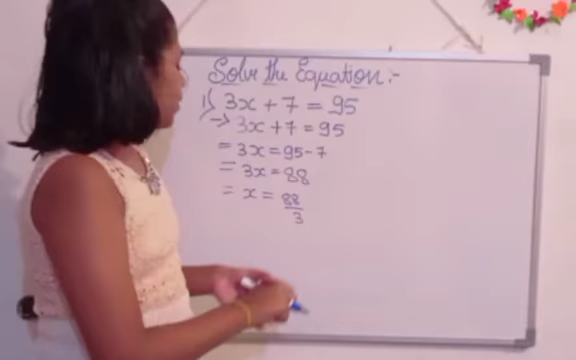 Solve the Equation:-
1) 3x + 7 = 95
→ 3x + 7 = 95
= 3x = 95 - 7
= 3x = 88
= x = 88/3